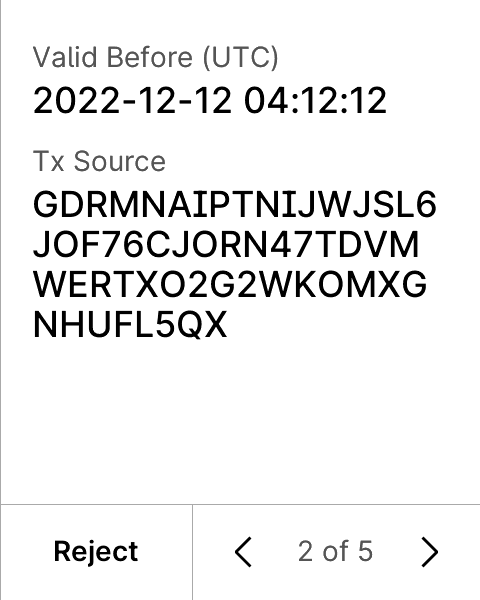 Valid Before (UTC)
2022-12-12 04:12:12
Tx Source
GDRMNAIPTNIJWJSL6
JOF76CJORN47TDVM
WERTXO2G2WKOMXG
NHUFL5QX
Reject
2 of 5